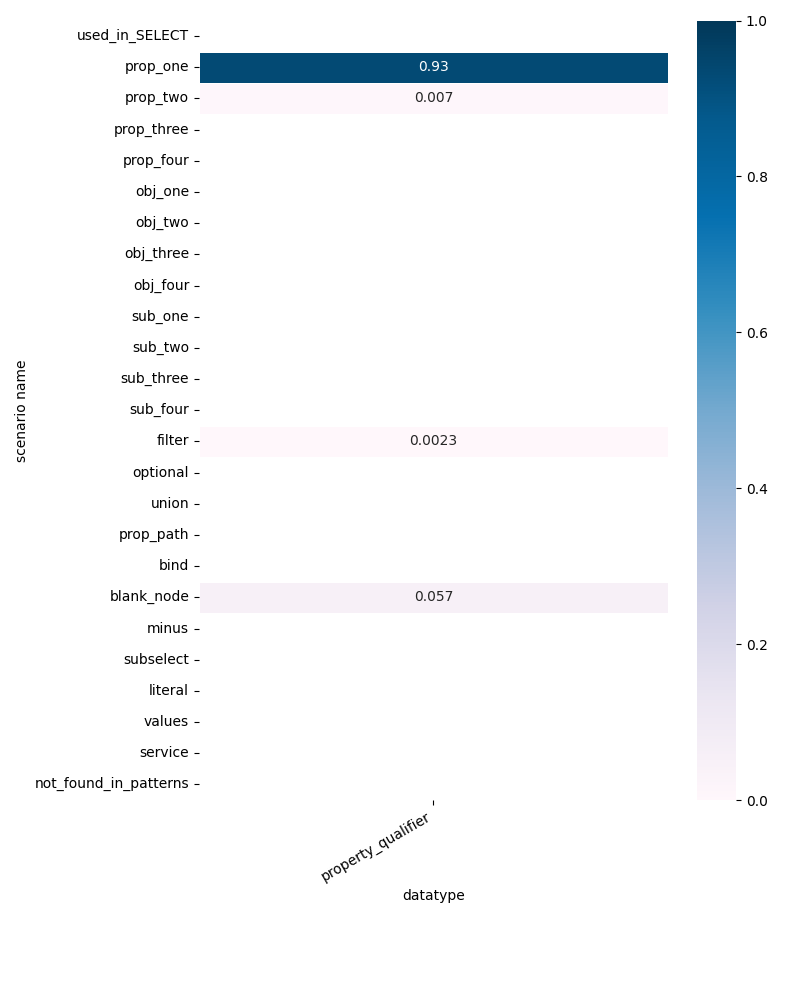 used_in_SELECT
prop_one
prop_two
prop_three
prop_four
obj_one
obj_two
obj_three
obj_four
sub_one
sub_two
sub_three
sub_four
filter
optional
union
prop_path
bind
blank_node
minus
subselect
literal
values
service
not_found_in_patterns
scenario name
0.93
0.007
0.0023
0.057
property_qualifier
datatype
1.0
0.8
0.6
0.4
0.2
0.0